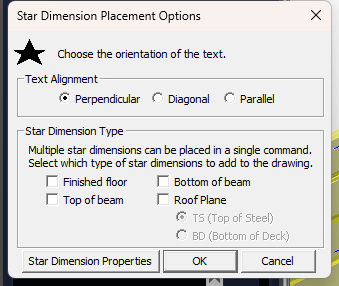 Star Dimension Placement Options
Choose the orientation of the text.
Text Alignment
Perpendicular Diagonal Parallel
Star Dimension Type
Multiple star dimensions can be placed in a single command.
Select which type of star dimensions to add to the drawing.
Finished floor Bottom of beam
Top of beam Roof Plane
TS (Top of Steel)
BD (Bottom of Deck)
Star Dimension Properties OK Cancel